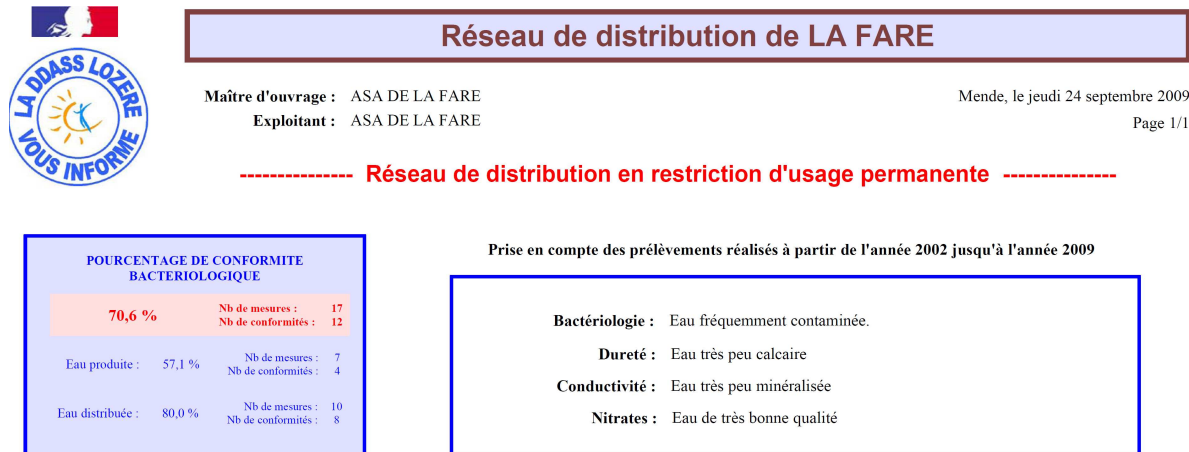 LA DDASS LOZERE
VOUS INFORME
Réseau de distribution de LA FARE
Maître d'ouvrage : ASA DE LA FARE
Mende, le jeudi 24 septembre 2009
Exploitant : ASA DE LA FARE
Page 1/1
--------------- Réseau de distribution en restriction d'usage permanente ---------------
POURCENTAGE DE CONFORMITE
BACTERIOLOGIQUE
70,6 %
Nb de mesures : 17
Nb de conformités : 12
Eau produite : 57,1 %
Nb de mesures : 7
Nb de conformités : 4
Eau distribuée : 80,0 %
Nb de mesures : 10
Nb de conformités : 8
Prise en compte des prélèvements réalisés à partir de l'année 2002 jusqu'à l'année 2009
Bactériologie : Eau fréquemment contaminée.
Dureté : Eau très peu calcaire
Conductivité : Eau très peu minéralisée
Nitrates : Eau de très bonne qualité